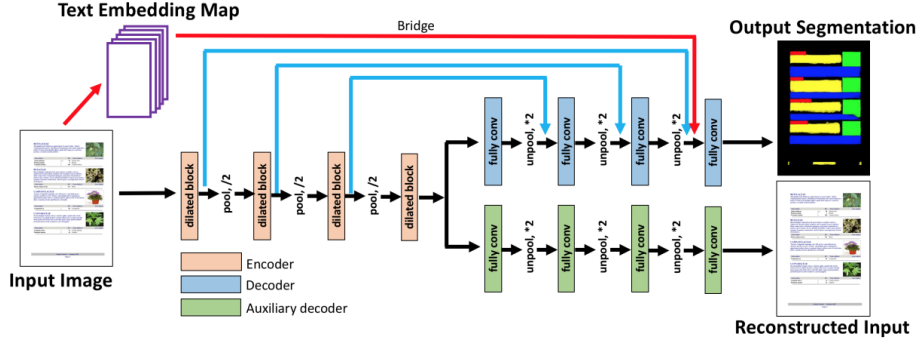 Text Embedding Map
Bridge
Output Segmentation
Input Image
dilated block
pool, /2
dilated block
pool, /2
dilated block
pool, /2
dilated block
fully conv
unpool, *2
fully conv
unpool, *2
fully conv
unpool, *2
fully conv
fully conv
unpool, *2
fully conv
unpool, *2
fully conv
unpool, *2
fully conv
Encoder
Decoder
Auxiliary decoder
Reconstructed Input